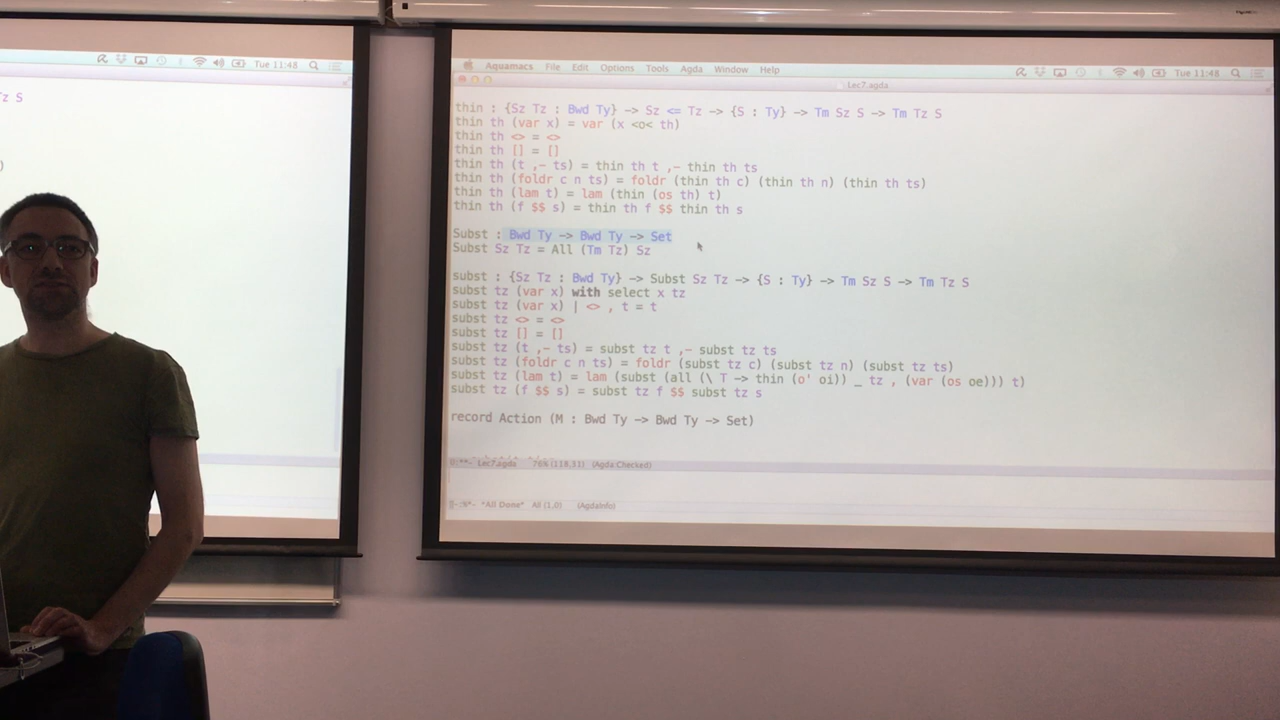 Tue 11:48
Tz S
)
Aquamacs File Edit Options Tools Agda Window Help Tue 11:48
Lec7.agda
thin : {Sz Tz : Bwd Ty} -> Sz <= Tz -> {S : Ty} -> Tm Sz S -> Tm Tz S
thin th (var x) = var (x <o< th)
thin th <> = <>
thin th [] = []
thin th (t ,- ts) = thin th t ,- thin th ts
thin th (foldr c n ts) = foldr (thin th c) (thin th n) (thin th ts)
thin th (lam t) = lam (thin (os th) t)
thin th (f $$ s) = thin th f $$ thin th s
Subst : Bwd Ty -> Bwd Ty -> Set
Subst Sz Tz = All (Tm Tz) Sz
subst : {Sz Tz : Bwd Ty} -> Subst Sz Tz -> {S : Ty} -> Tm Sz S -> Tm Tz S
subst tz (var x) with select x tz
subst tz (var x) | <> , t = t
subst tz <> = <>
subst tz [] = []
subst tz (t ,- ts) = subst tz t ,- subst tz ts
subst tz (foldr c n ts) = foldr (subst tz c) (subst tz n) (subst tz ts)
subst tz (lam t) = lam (subst (all (\ T -> thin (o' oi)) _ tz , (var (os oe))) t)
subst tz (f $$ s) = subst tz f $$ subst tz s
record Action (M : Bwd Ty -> Bwd Ty -> Set)
Lec7.agda 76% (118,31) (Agda:Checked)
*All Done* All (1,0) (AgdaInfo)